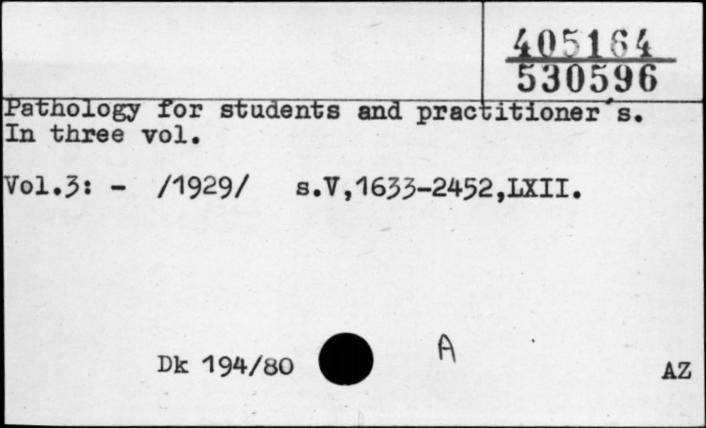 405164
530596
Pathology for students and practitioner's.
In three vol.
Vol.3: - /1929/ s.V,1633-2452,LXII.
Dk 194/80
A
AZ